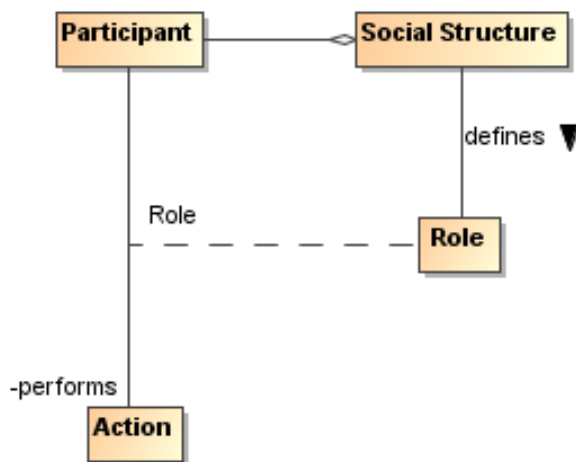 Participant
Social Structure
defines
Role
Role
-performs
Action